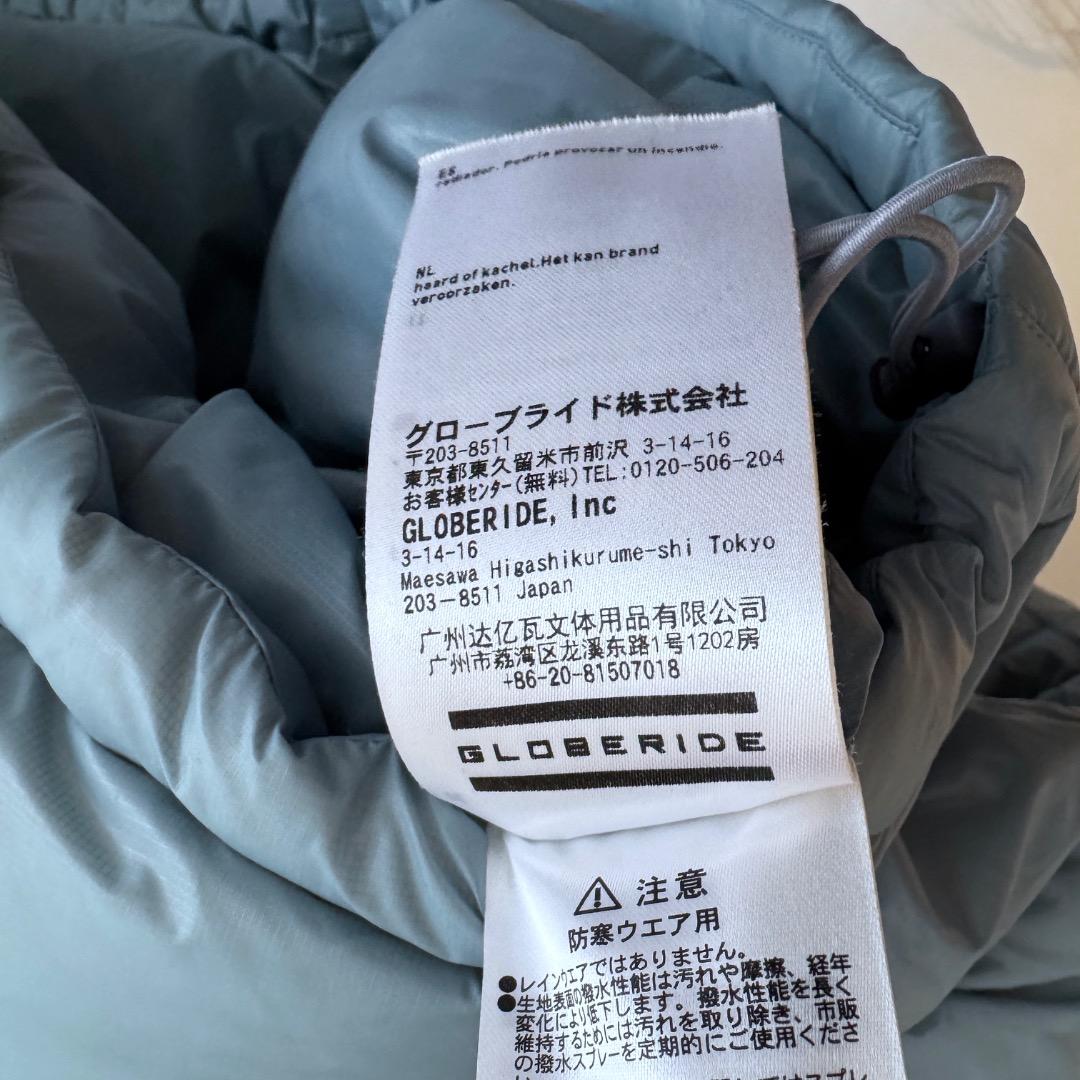 ES
radiador. Podria provocar un incendio.
NL
haard of kachel.Het kan brand
veroorzaken.
グローブライド株式会社
〒203-8511
東京都東久留米市前沢 3-14-16
お客様センター(無料)TEL:0120-506-204
GLOBERIDE, Inc
3-14-16
Maesawa Higashikurume-shi Tokyo
203-8511 Japan
广州达亿瓦文体用品有限公司
广州市荔湾区龙溪东路1号1202房
+86-20-81507018
GLOBERIDE
注意
防寒ウエア用
●レインウエアではありません。
●生地表面の撥水性能は汚れや摩擦、経年
変化により低下します。撥水性能を長く
維持するためには汚れを取り除き、市販
の撥水スプレーを定期的にご使用くださ
い。